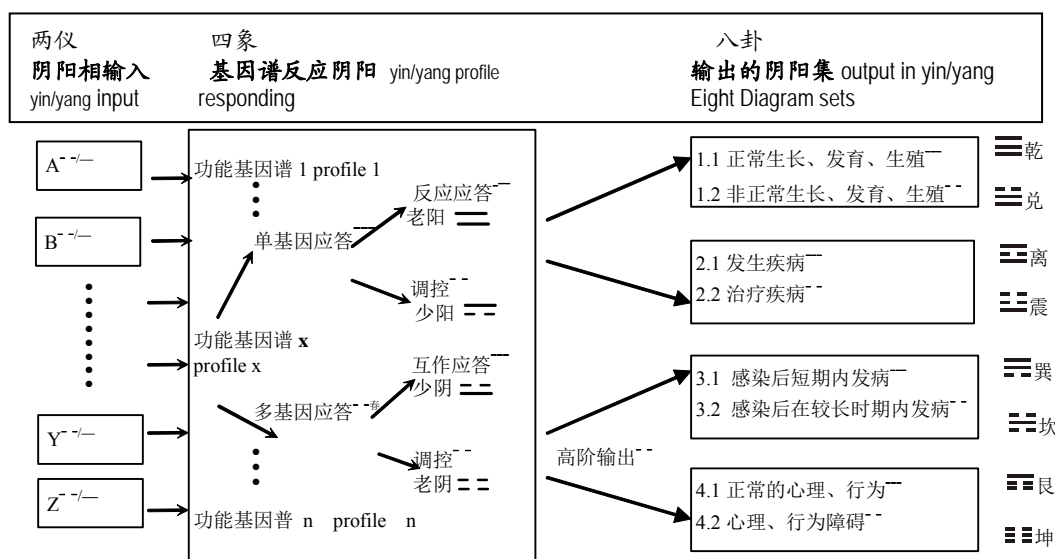 两仪 四象 八卦
阴阳相输入 基因谱反应阴阳 yin/yang profile 输出的阴阳集 output in yin/yang
yin/yang input responding Eight Diagram sets
A- -/—
B- -/—
Y- -/—
Z- -/—
功能基因谱 1 profile 1
单基因应答—
反应应答—
老阳
调控- -
少阳
功能基因谱 x
profile x
多基因应答- -春
互作应答—
少阴
调控- -
老阴
功能基因普 n profile n
高阶输出- -
1.1 正常生长、发育、生殖—
1.2 非正常生长、发育、生殖- -
2.1 发生疾病—
2.2 治疗疾病- -
3.1 感染后短期内发病—
3.2 感染后在较长时期内发病- -
4.1 正常的心理、行为—
4.2 心理、行为障碍- -
☰乾
兑
离
震
巽
坎
艮
坤